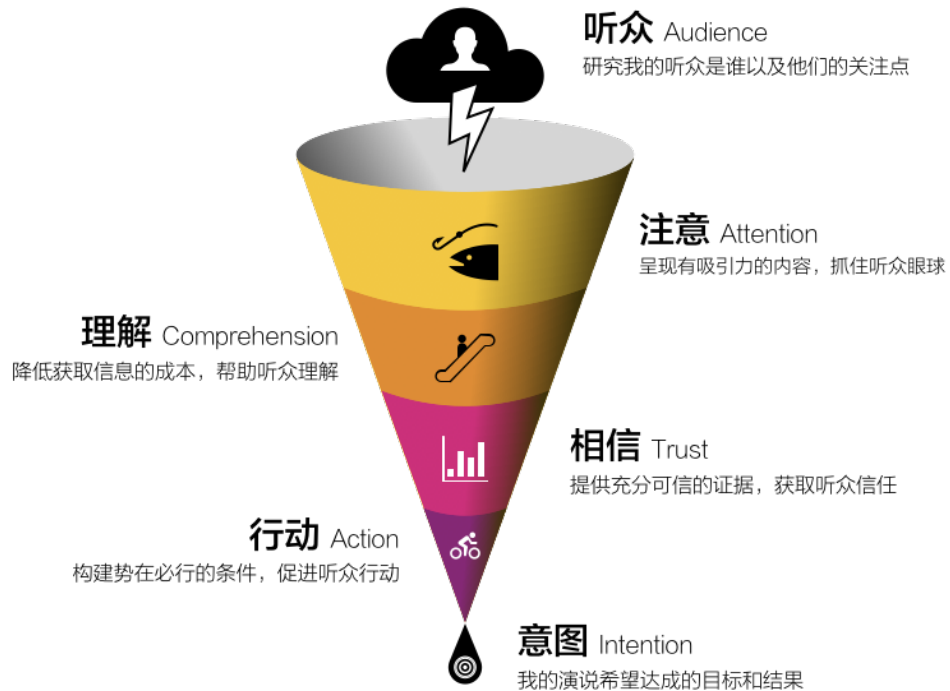 听众 Audience
研究我的听众是谁以及他们的关注点
注意 Attention
呈现有吸引力的内容，抓住听众眼球
理解 Comprehension
降低获取信息的成本，帮助听众理解
相信 Trust
提供充分可信的证据，获取听众信任
行动 Action
构建势在必行的条件，促进听众行动
意图 Intention
我的演说希望达成的目标和结果